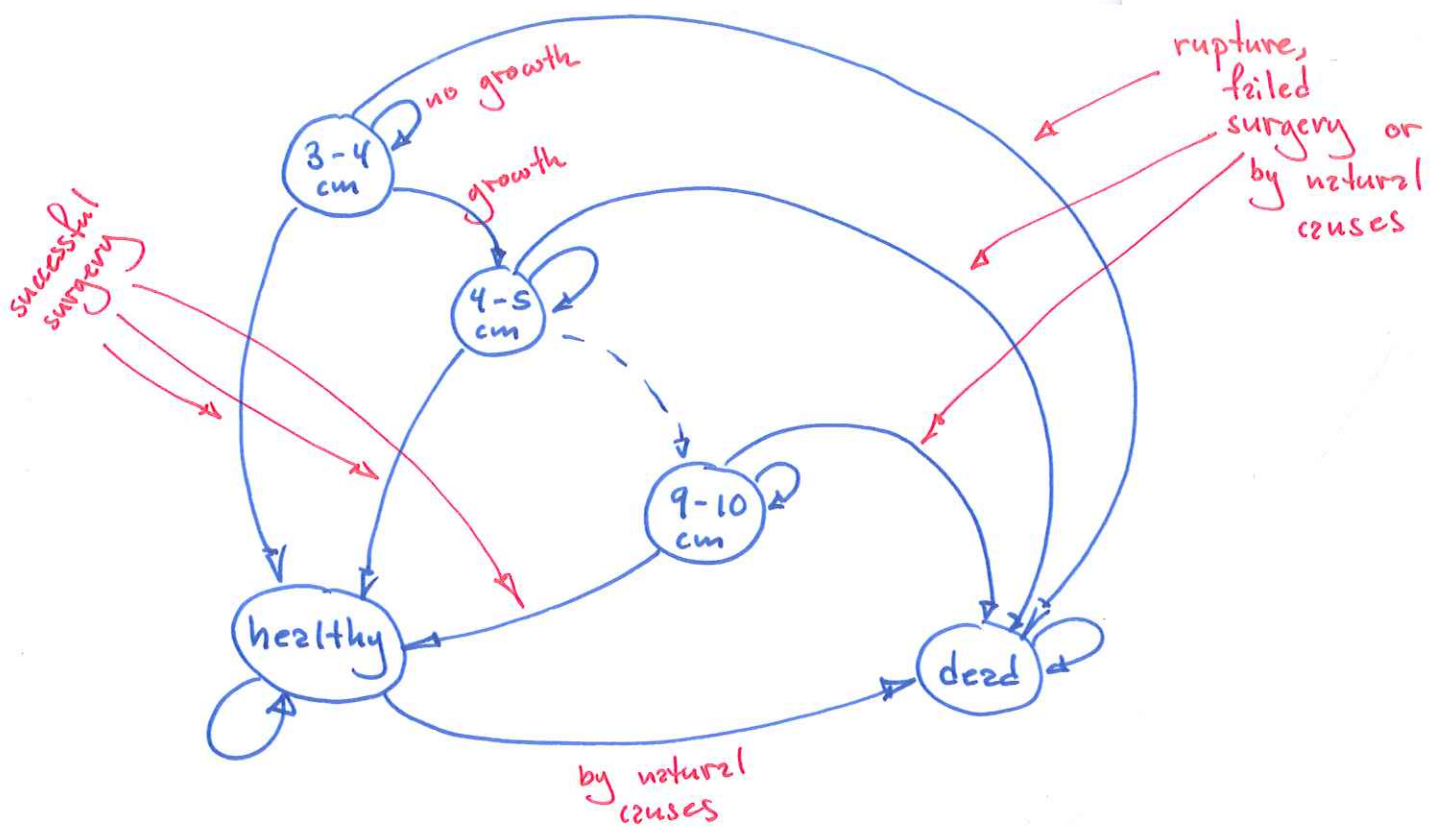 rupture,
failed
surgery or
by natural
causes
no growth
3-4
cm
growth
successful
surgery
4-5
cm
9-10
cm
healthy
dead
by natural
causes